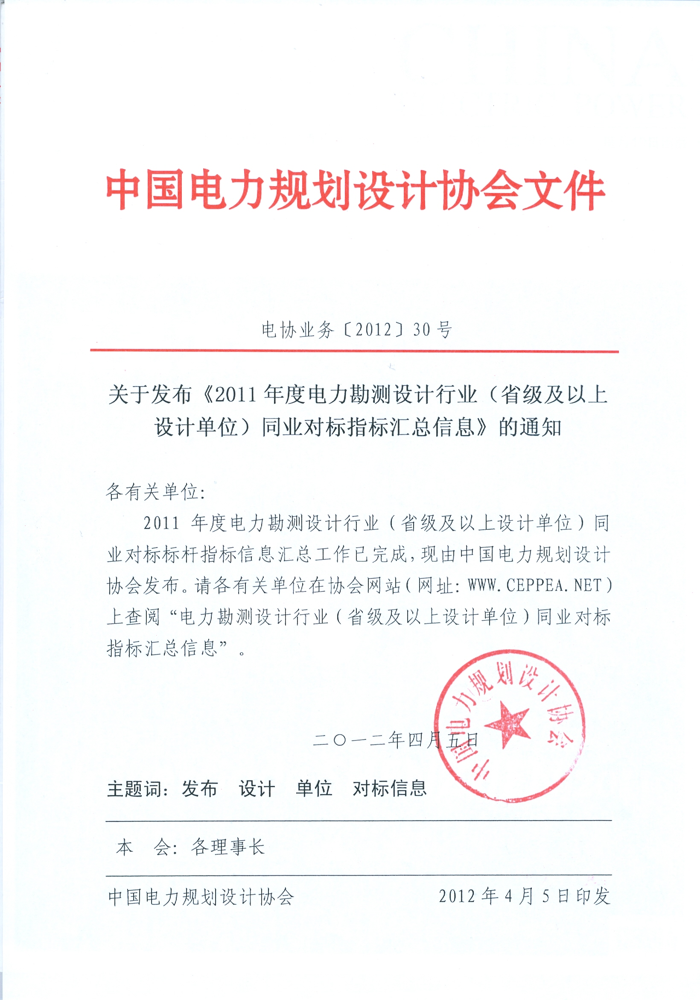 中国电力规划设计协会文件
电协业务〔2012〕30号
关于发布《2011年度电力勘测设计行业（省级及以上
设计单位）同业对标指标汇总信息》的通知
各有关单位:
2011 年度电力勘测设计行业（省级及以上设计单位）同
业对标标杆指标信息汇总工作已完成,现由中国电力规划设计
协会发布。请各有关单位在协会网站（网址: WWW.CEPPEA.NET）
上查阅“电力勘测设计行业（省级及以上设计单位）同业对标
指标汇总信息”。
中国电力规划设计协会
二〇一二年四月五日
主题词：发布 设计 单位 对标信息
本 会: 各理事长
中国电力规划设计协会 2012年4月5日印发